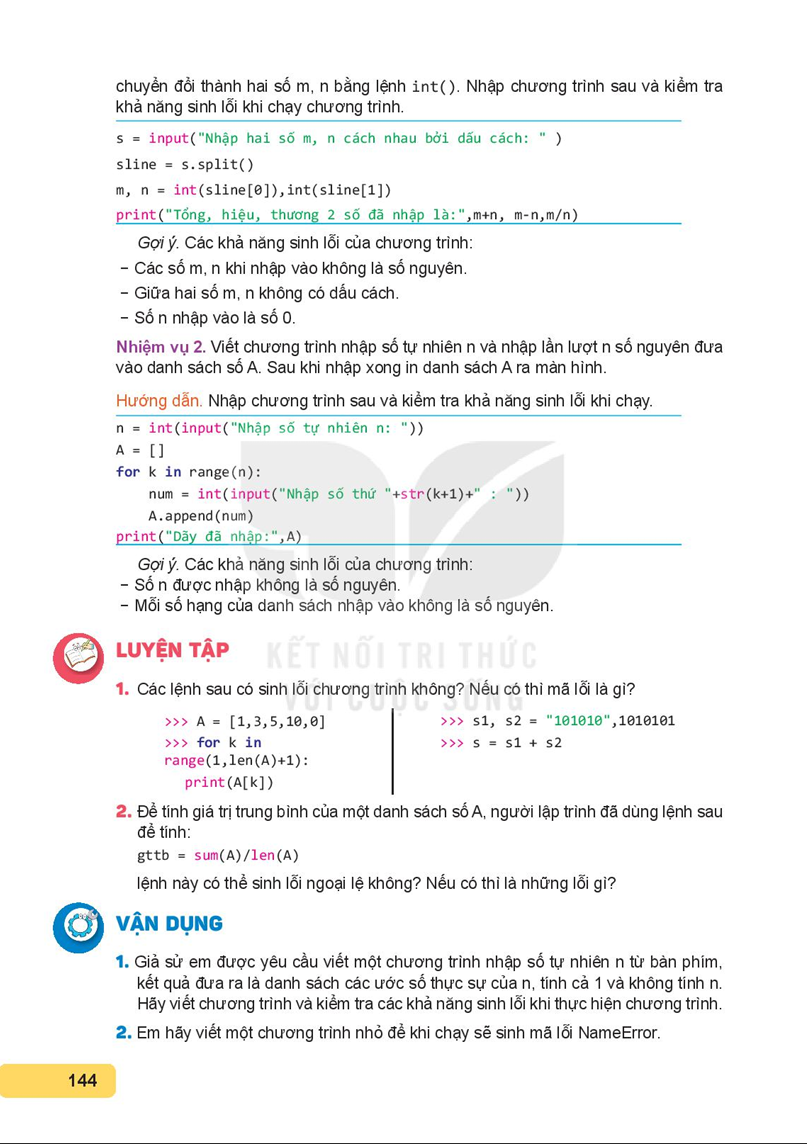 chuyển đổi thành hai số m, n bằng lệnh int(). Nhập chương trình sau và kiểm tra
khả năng sinh lỗi khi chạy chương trình.
s = input("Nhập hai số m, n cách nhau bởi dấu cách: " )
sline = s.split()
m, n = int(sline[0]),int(sline[1])
print("Tổng, hiệu, thương 2 số đã nhập là:",m+n, m-n,m/n)
Gợi ý. Các khả năng sinh lỗi của chương trình:
– Các số m, n khi nhập vào không là số nguyên.
– Giữa hai số m, n không có dấu cách.
– Số n nhập vào là số 0.
Nhiệm vụ 2. Viết chương trình nhập số tự nhiên n và nhập lần lượt n số nguyên đưa
vào danh sách số A. Sau khi nhập xong in danh sách A ra màn hình.
Hướng dẫn. Nhập chương trình sau và kiểm tra khả năng sinh lỗi khi chạy.
n = int(input("Nhập số tự nhiên n: "))
A = []
for k in range(n):
    num = int(input("Nhập số thứ "+str(k+1)+" : "))
    A.append(num)
print("Dãy đã nhập:",A)
Gợi ý. Các khả năng sinh lỗi của chương trình:
– Số n được nhập không là số nguyên.
– Mỗi số hạng của danh sách nhập vào không là số nguyên.
LUYỆN TẬP
KẾT NỐI TRI THỨC
VỚI CUỘC SỐNG
1. Các lệnh sau có sinh lỗi chương trình không? Nếu có thì mã lỗi là gì?
>>> A = [1,3,5,10,0]
>>> for k in
range(1,len(A)+1):
    print(A[k])
>>> s1, s2 = "101010",1010101
>>> s = s1 + s2
2. Để tính giá trị trung bình của một danh sách số A, người lập trình đã dùng lệnh sau
để tính:
gttb = sum(A)/len(A)
lệnh này có thể sinh lỗi ngoại lệ không? Nếu có thì là những lỗi gì?
VẬN DỤNG
1. Giả sử em được yêu cầu viết một chương trình nhập số tự nhiên n từ bàn phím,
kết quả đưa ra là danh sách các ước số thực sự của n, tính cả 1 và không tính n.
Hãy viết chương trình và kiểm tra các khả năng sinh lỗi khi thực hiện chương trình.
2. Em hãy viết một chương trình nhỏ để khi chạy sẽ sinh mã lỗi NameError.
144